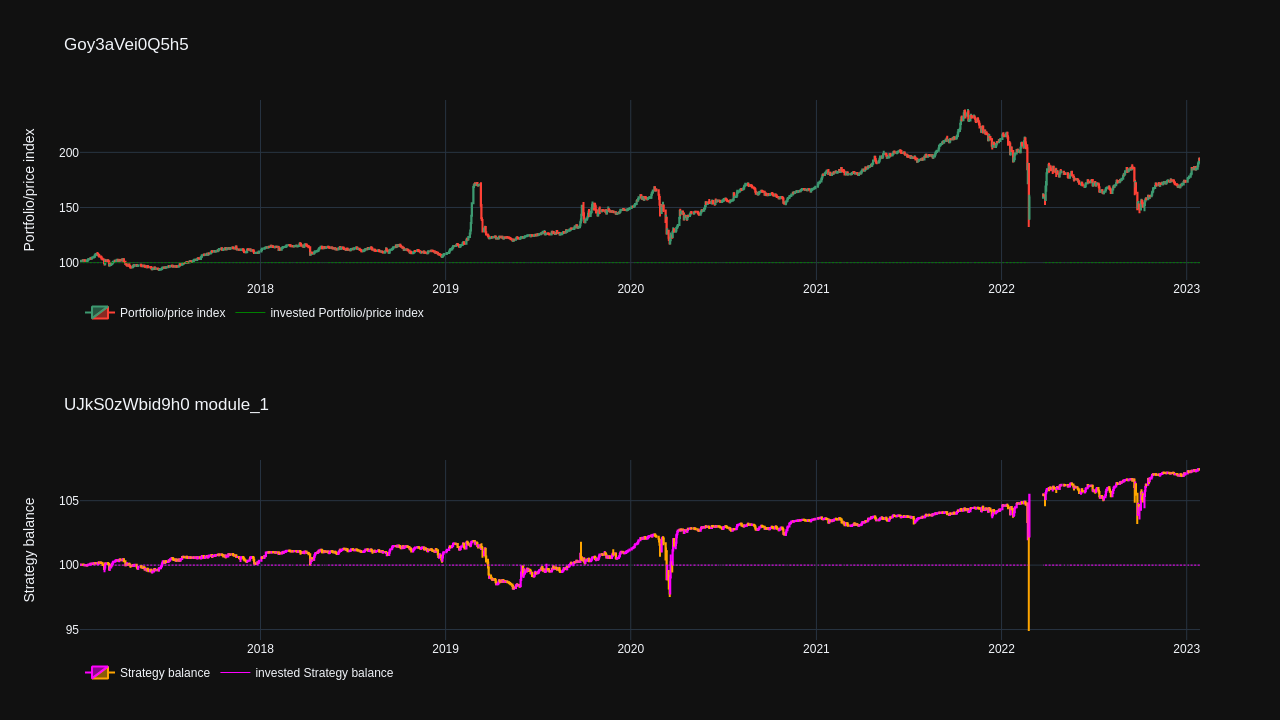 Goy3aVei0Q5h5
Portfolio/price index
200
150
100
2018 2019 2020 2021 2022 2023
Portfolio/price index invested Portfolio/price index
UJkS0zWbid9h0 module_1
Strategy balance
105
100
95
2018 2019 2020 2021 2022 2023
Strategy balance invested Strategy balance